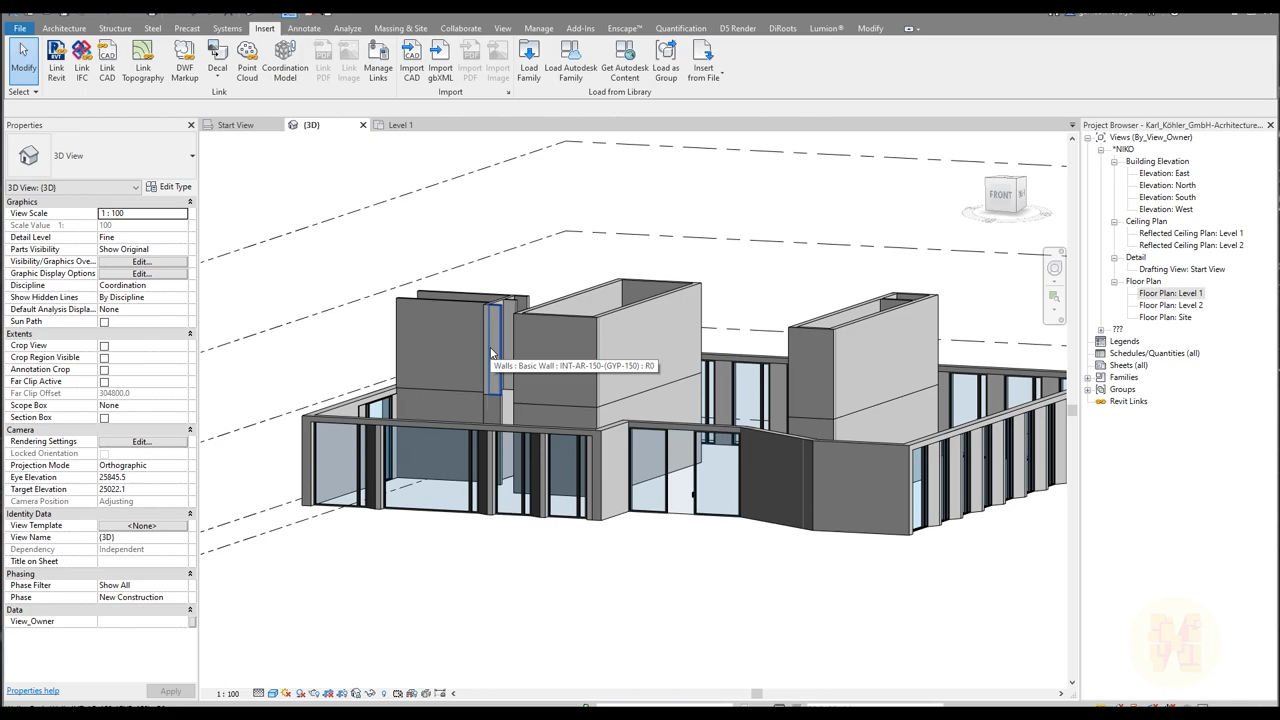 File Architecture Structure Steel Precast Systems Insert Annotate Analyze Massing & Site Collaborate View Manage Add-Ins Enscape™ Quantification D5 Render DiRoots Lumion® Modify
Modify
Link Revit
Link IFC
Link CAD
Link Topography
DWF Markup
Decal
Point Cloud
Coordination Model
Link PDF
Link Image
Manage Links
Import CAD
Import gbXML
Import PDF
Import Image
Load Family
Load Autodesk Family
Get Autodesk Content
Load as Group
Insert from File
Select
Link
Import
Load from Library
Properties
Start View
(3D)
Level 1
Project Browser - Karl_Köhler_GmbH-Acrhitecture...
3D View
3D View: (3D)
Edit Type
Graphics
View Scale 1 : 100
Scale Value 1: 100
Detail Level Fine
Parts Visibility Show Original
Visibility/Graphics Ove... Edit...
Graphic Display Options Edit...
Discipline Coordination
Show Hidden Lines By Discipline
Default Analysis Displa... None
Sun Path
Extents
Crop View
Crop Region Visible
Annotation Crop
Far Clip Active
Far Clip Offset 304800.0
Scope Box None
Section Box
Camera
Rendering Settings Edit...
Locked Orientation
Projection Mode Orthographic
Eye Elevation 25845.5
Target Elevation 25022.1
Camera Position Adjusting
Identity Data
View Template <None>
View Name {3D}
Dependency Independent
Title on Sheet
Phasing
Phase Filter Show All
Phase New Construction
Data
View_Owner
Properties help
Apply
FRONT
Walls : Basic Wall : INT-AR-150-(GYP-150) : R0
1 : 100
Views (By_View_Owner)
*NIKO
Building Elevation
Elevation: East
Elevation: North
Elevation: South
Elevation: West
Ceiling Plan
Reflected Ceiling Plan: Level 1
Reflected Ceiling Plan: Level 2
Detail
Drafting View: Start View
Floor Plan
Floor Plan: Level 1
Floor Plan: Level 2
Floor Plan: Site
???
Legends
Schedules/Quantities (all)
Sheets (all)
Families
Groups
Revit Links